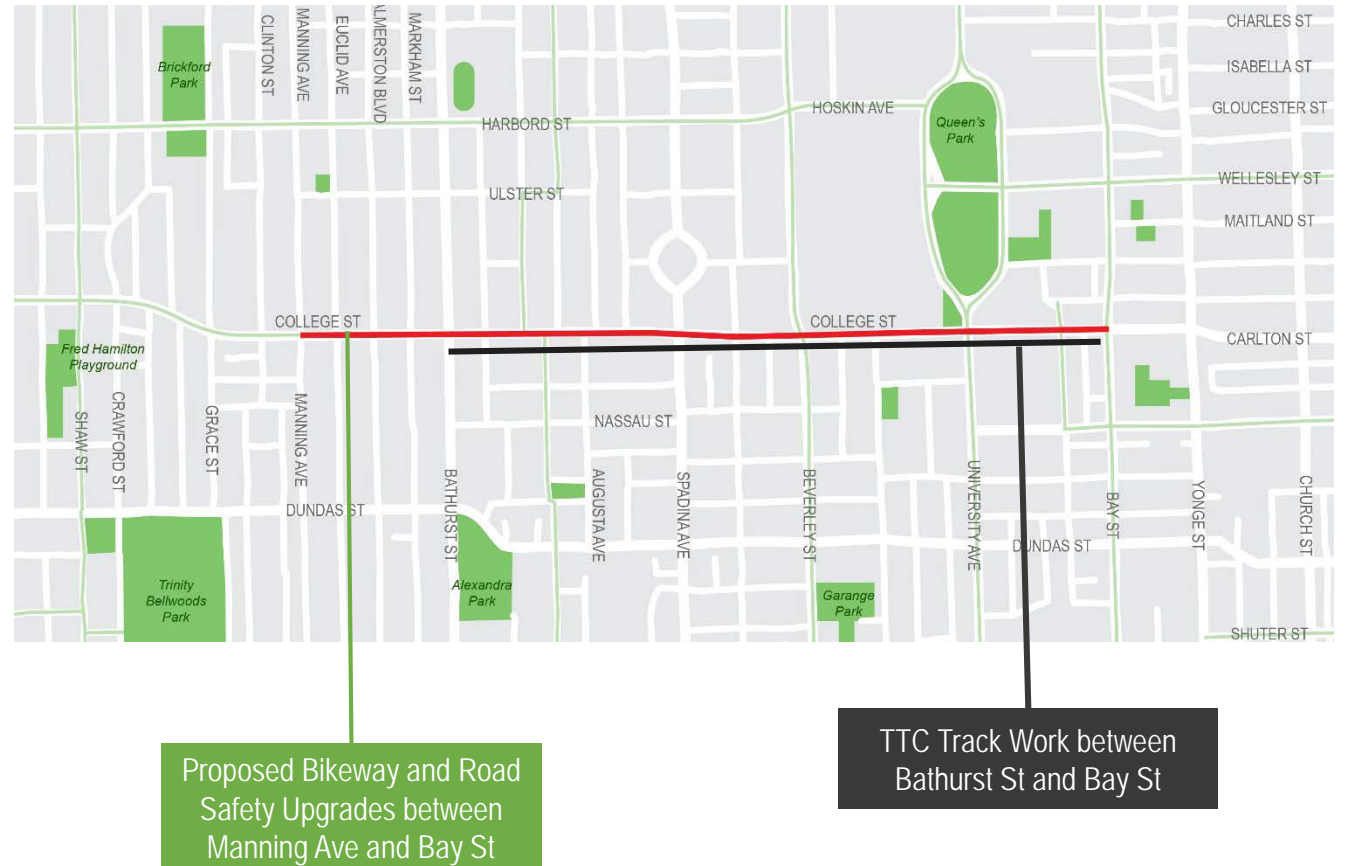 CLINTON ST
MANNING AVE
EUCLID AVE
ALMERSTON BLVD
MARKHAM ST
CHARLES ST
Brickford
Park
ISABELLA ST
HOSKIN AVE
GLOUCESTER ST
HARBORD ST
Queen's
Park
WELLESLEY ST
ULSTER ST
MAITLAND ST
COLLEGE ST
COLLEGE ST
CARLTON ST
Fred Hamilton
Playground
SHAW ST
CRAWFORD ST
GRACE ST
MANNING AVE
NASSAU ST
BATHURST ST
AUGUSTA AVE
SPADINA AVE
BEVERLEY ST
UNIVERSITY AVE
BAY ST
YONGE ST
CHURCH ST
DUNDAS ST
DUNDAS ST
Trinity
Bellwoods
Park
Alexandra
Park
Garange
Park
SHUTER ST
TTC Track Work between
Bathurst St and Bay St
Proposed Bikeway and Road
Safety Upgrades between
Manning Ave and Bay St